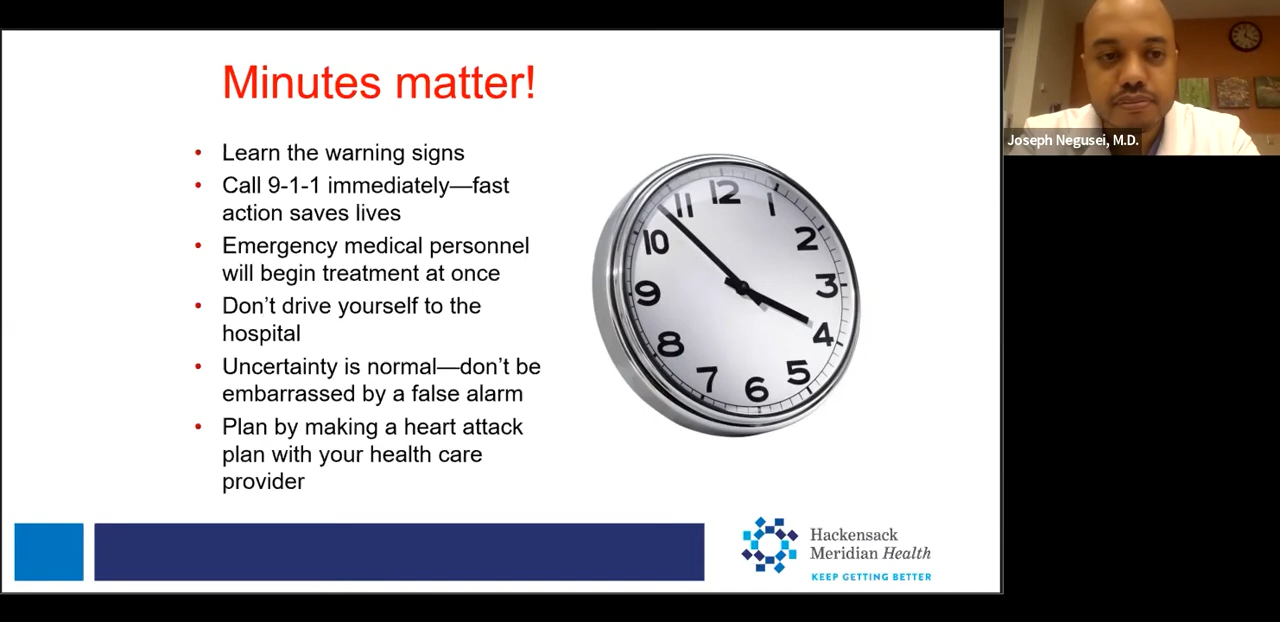 Minutes matter!
• Learn the warning signs
• Call 9-1-1 immediately—fast
action saves lives
• Emergency medical personnel
will begin treatment at once
• Don’t drive yourself to the
hospital
• Uncertainty is normal—don’t be
embarrassed by a false alarm
• Plan by making a heart attack
plan with your health care
provider
12
1
2
3
4
5
6
7
8
9
10
11
Hackensack
Meridian Health
KEEP GETTING BETTER
Joseph Negusei, M.D.